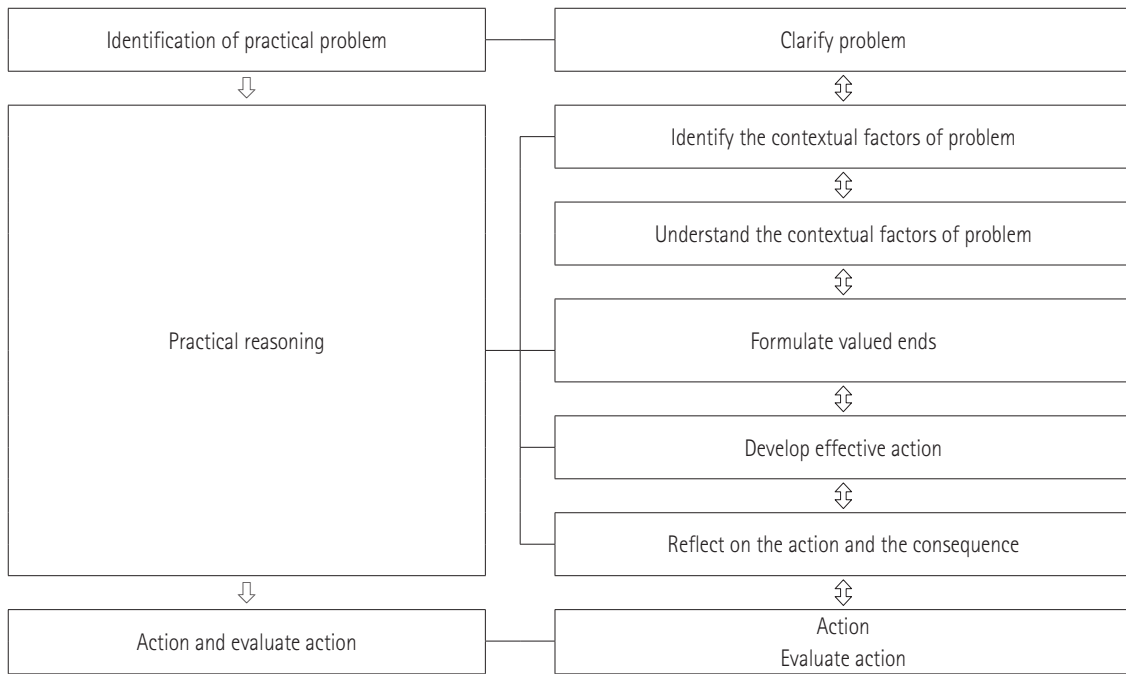 Identification of practical problem
Clarify problem
Identify the contextual factors of problem
Understand the contextual factors of problem
Practical reasoning
Formulate valued ends
Develop effective action
Reflect on the action and the consequence
Action and evaluate action
Action
Evaluate action